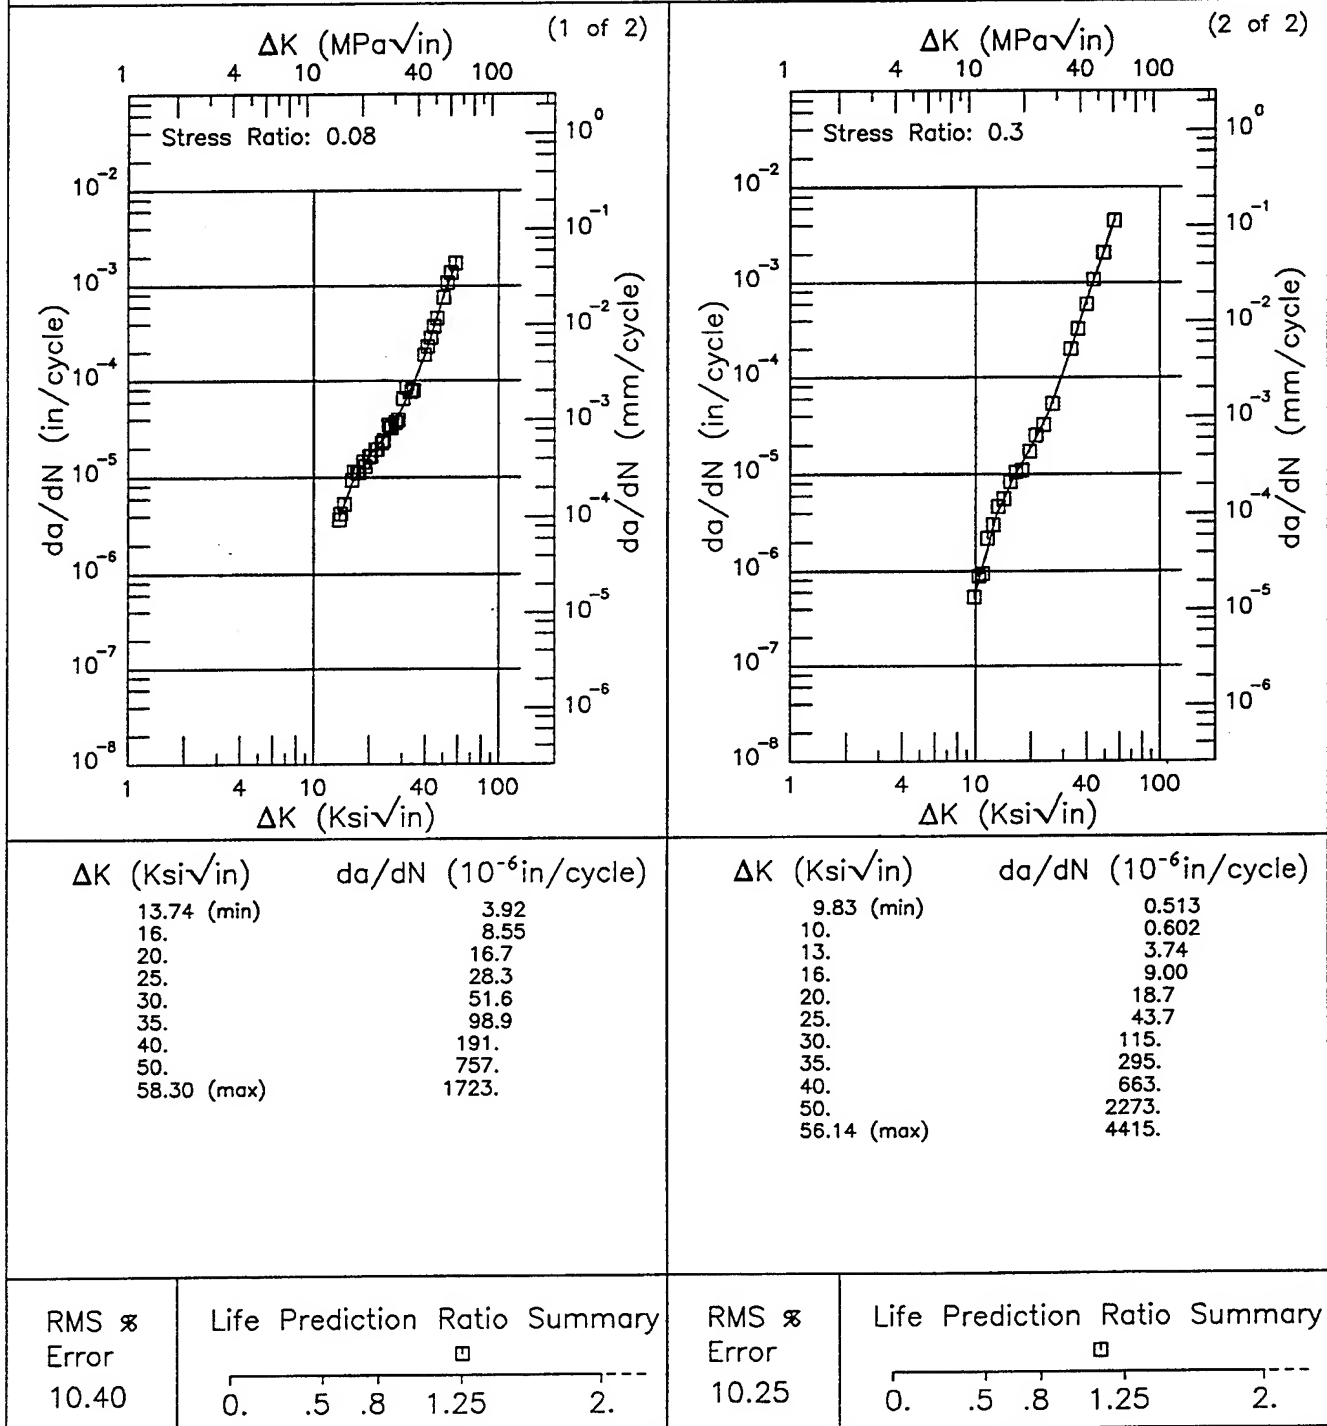 (1 of 2)
ΔK (MPa√in)
1 4 10 40 100
Stress Ratio: 0.08
10⁰
10⁻¹
10⁻²
10⁻³
10⁻⁴
10⁻⁵
10⁻⁶
da/dN (mm/cycle)
10⁻²
10⁻³
10⁻⁴
10⁻⁵
10⁻⁶
10⁻⁷
10⁻⁸
da/dN (in/cycle)
1 4 10 40 100
ΔK (Ksi√in)
ΔK (Ksi√in) da/dN (10⁻⁶in/cycle)
13.74 (min) 3.92
16. 8.55
20. 16.7
25. 28.3
30. 51.6
35. 98.9
40. 191.
50. 757.
58.30 (max) 1723.
RMS %
Error
10.40
Life Prediction Ratio Summary
0. .5 .8 1.25 2.
(2 of 2)
ΔK (MPa√in)
1 4 10 40 100
Stress Ratio: 0.3
10⁰
10⁻¹
10⁻²
10⁻³
10⁻⁴
10⁻⁵
10⁻⁶
da/dN (mm/cycle)
10⁻²
10⁻³
10⁻⁴
10⁻⁵
10⁻⁶
10⁻⁷
10⁻⁸
da/dN (in/cycle)
1 4 10 40 100
ΔK (Ksi√in)
ΔK (Ksi√in) da/dN (10⁻⁶in/cycle)
9.83 (min) 0.513
10. 0.602
13. 3.74
16. 9.00
20. 18.7
25. 43.7
30. 115.
35. 295.
40. 663.
50. 2273.
56.14 (max) 4415.
RMS %
Error
10.25
Life Prediction Ratio Summary
0. .5 .8 1.25 2.